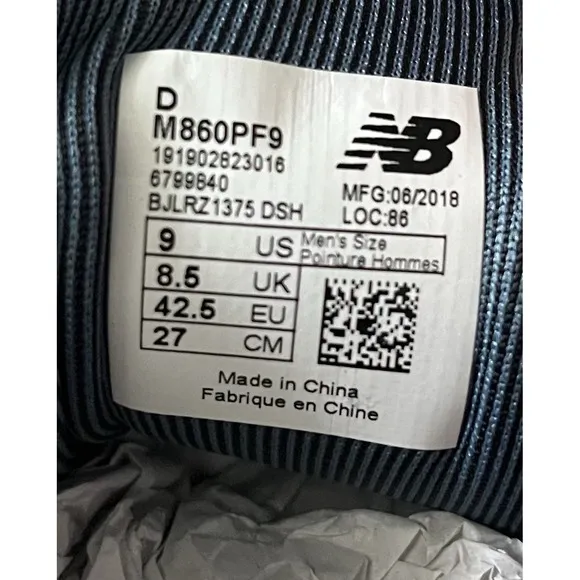 D
M860PF9
191902823016
6799840
BJLRZ1375 DSH
NB
MFG:06/2018
LOC:86
9 US Men's Size
Pointure Hommes
8.5 UK
42.5 EU
27 CM
Made in China
Fabrique en Chine